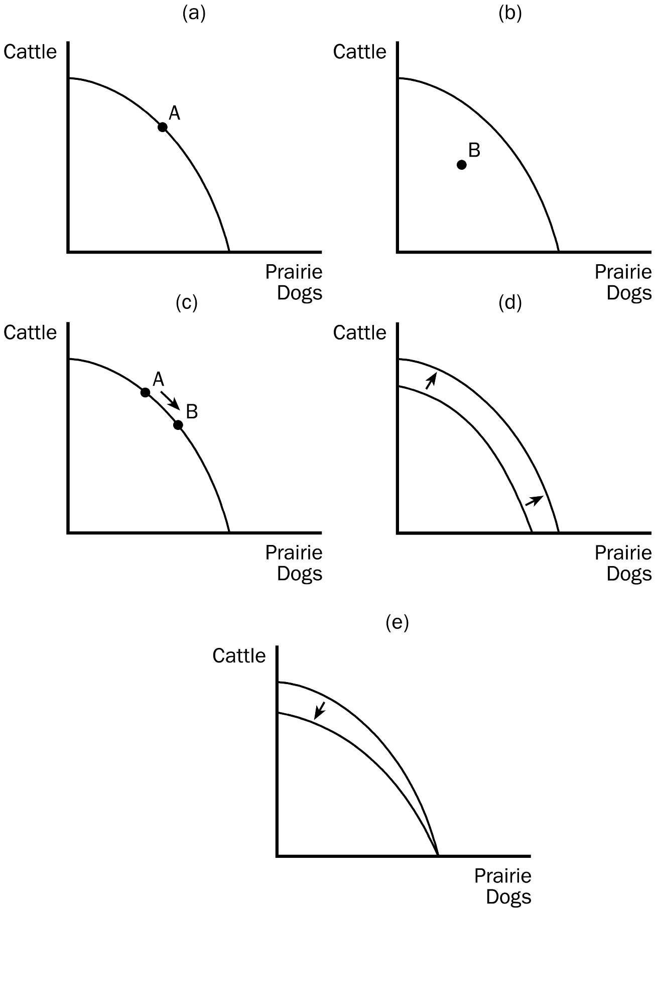 (a)
(b)
Cattle
A
Prairie
Dogs
Cattle
B
Prairie
Dogs
(c)
(d)
Cattle
A
B
Prairie
Dogs
Cattle
Prairie
Dogs
(e)
Cattle
Prairie
Dogs